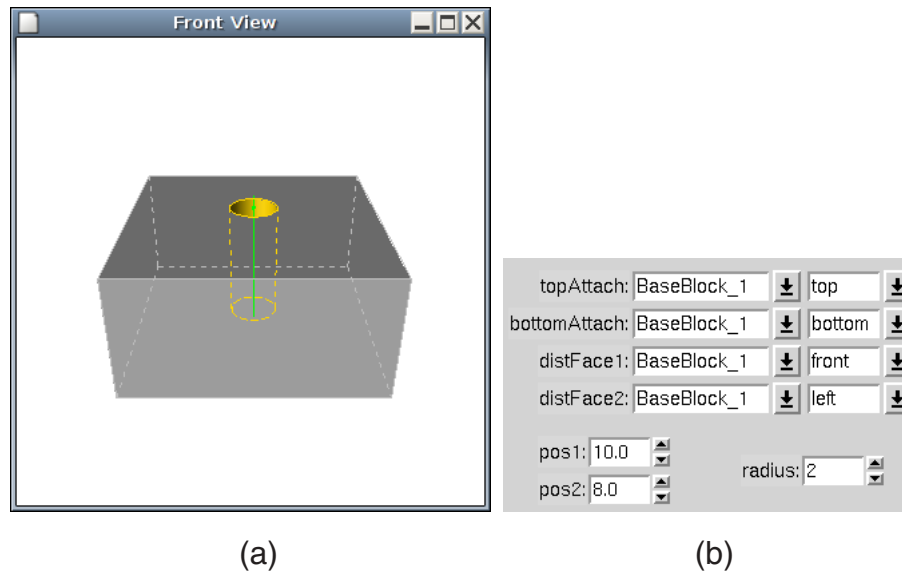 Front View
topAttach: BaseBlock_1 top
bottomAttach: BaseBlock_1 bottom
distFace1: BaseBlock_1 front
distFace2: BaseBlock_1 left
pos1: 10.0
radius: 2
pos2: 8.0
(a) (b)